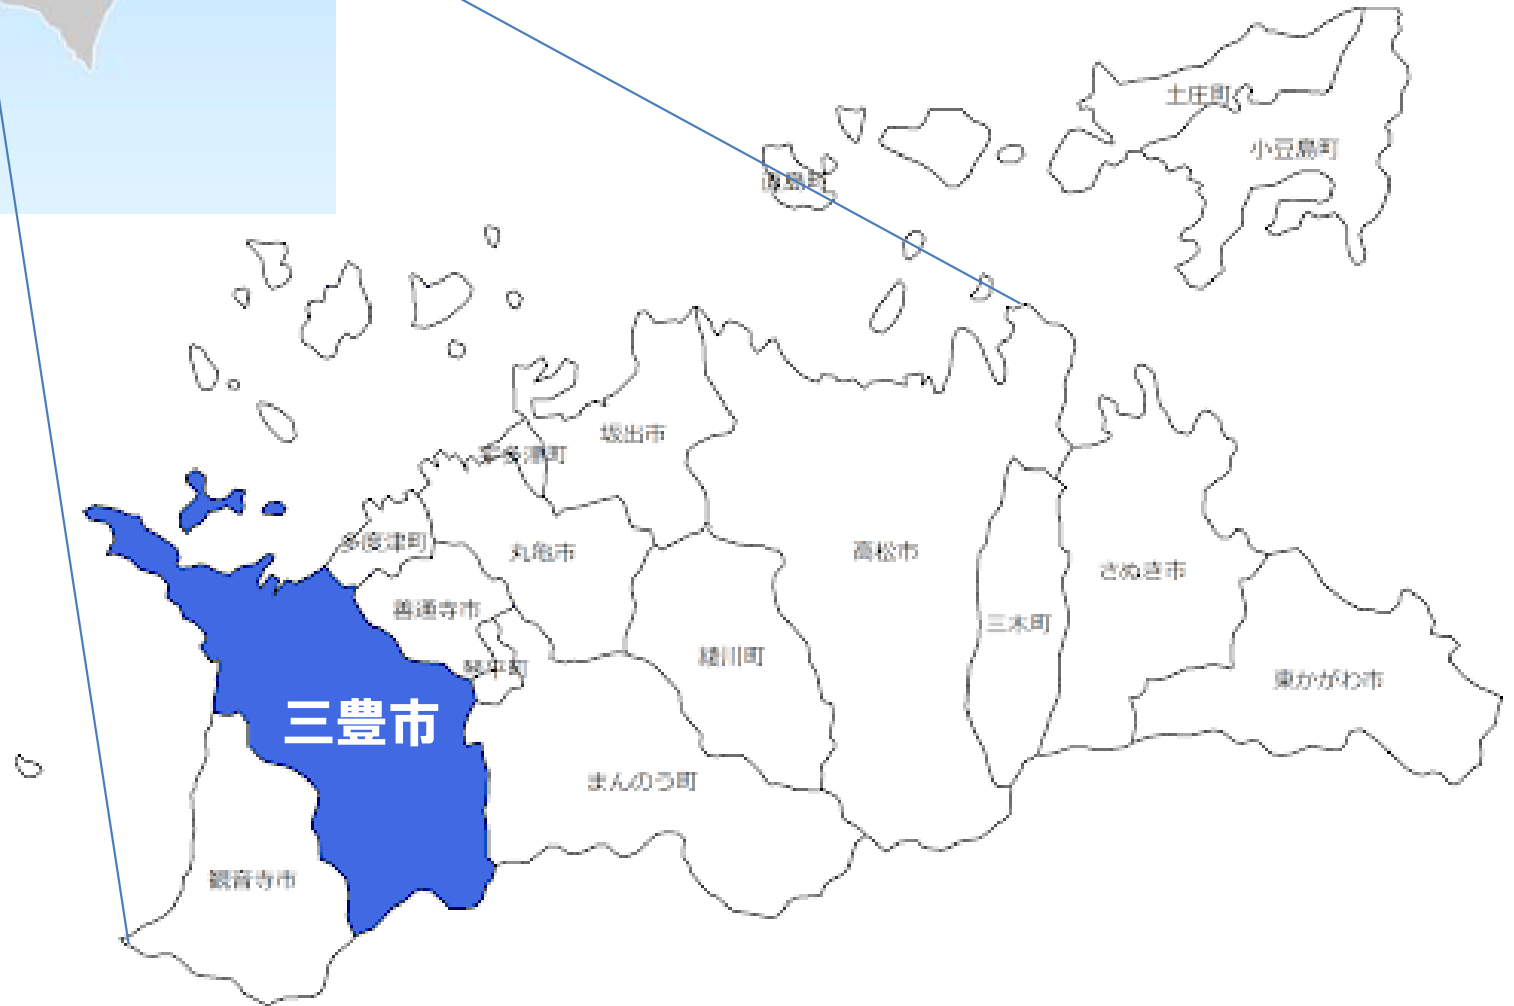 土庄町
小豆島町
直島町
坂出市
宇多津町
多度津町
丸亀市
高松市
さぬき市
善通寺市
三木町
琴平町
綾川町
東かがわ市
三豊市
まんのう町
観音寺市